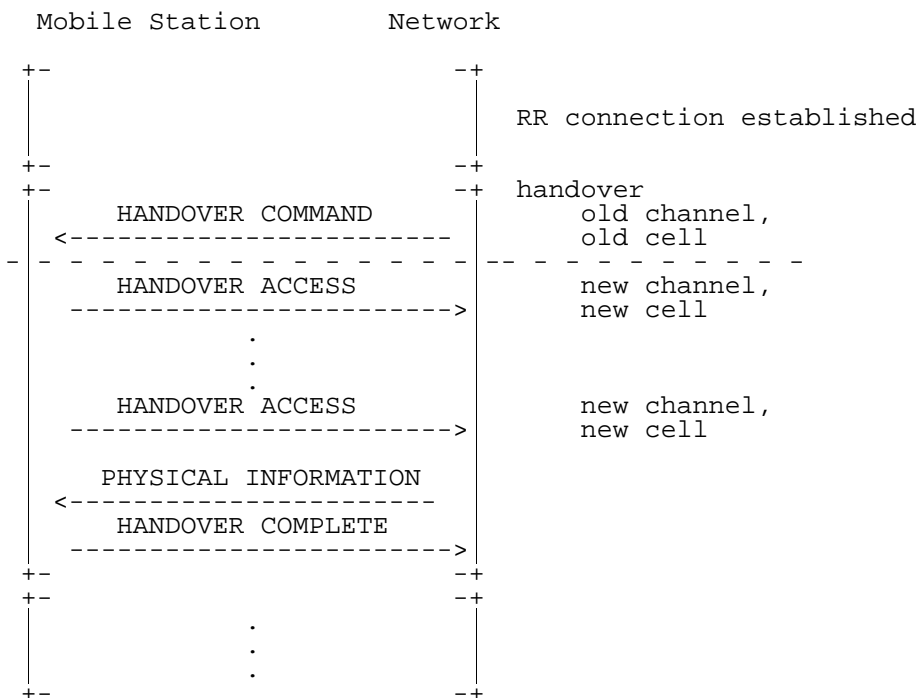 Mobile Station Network
+- -+
RR connection established
+- -+
+- -+ handover
HANDOVER COMMAND old channel,
<------------------------ old cell
- - - - - - - - - - - - - - - -- - - - - - - - - -
HANDOVER ACCESS new channel,
------------------------> new cell
.
.
.
HANDOVER ACCESS new channel,
------------------------> new cell
PHYSICAL INFORMATION
<-----------------------
HANDOVER COMPLETE
------------------------>
+- -+
+- -+
.
.
.
+- -+